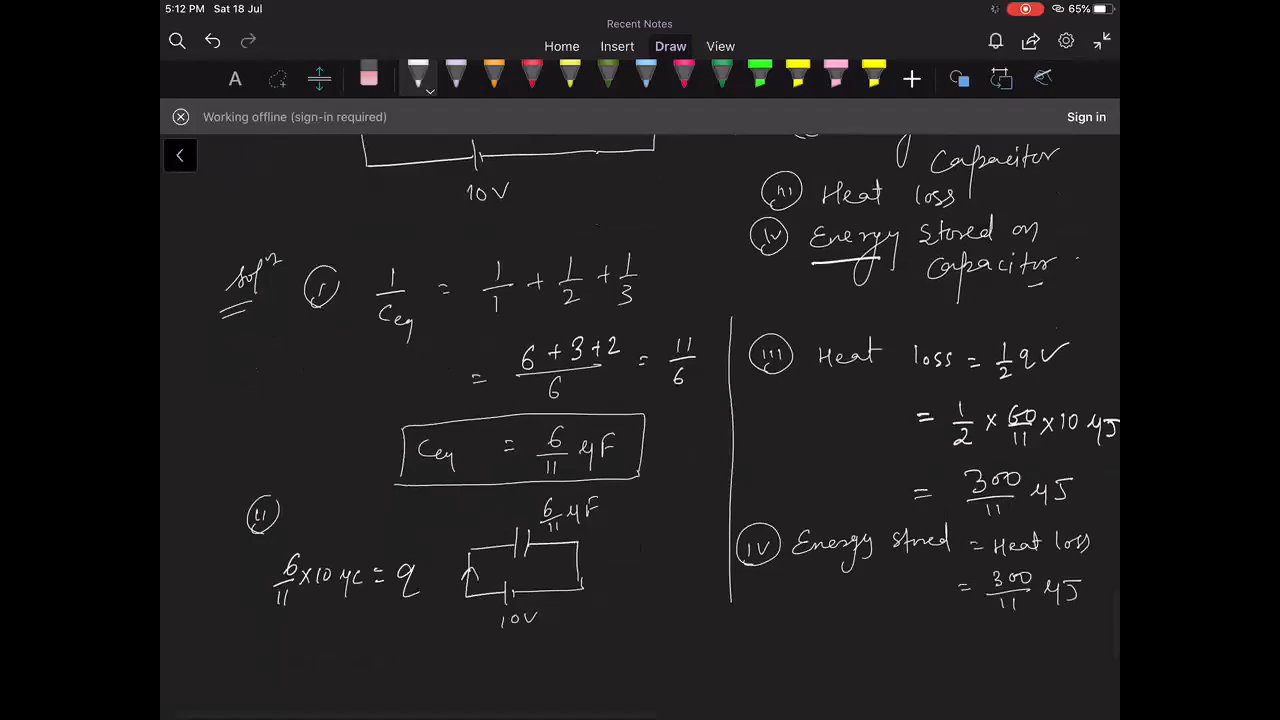 5:12 PM Sat 18 Jul
65%
Recent Notes
Home Insert Draw View
A
Working offline (sign-in required)
Sign in
10V
Capacitor
(iii) Heat loss
(iv) Energy stored on
capacitor
Solⁿ (i) 1/Ceq = 1/1 + 1/2 + 1/3
= (6+3+2)/6 = 11/6
Ceq = 6/11 μF
(ii)
6/11 μF
6/11 × 10 μC = q
10V
(iii) Heat loss = 1/2 qV
= 1/2 × 60/11 × 10 μJ
= 300/11 μJ
(iv) Energy stored = Heat loss
= 300/11 μJ